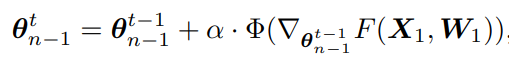 θ_{n−1}^{t} = θ_{n−1}^{t−1} + α · Φ(∇_{θ_{n−1}^{t−1}} F(X_1, W_1)),